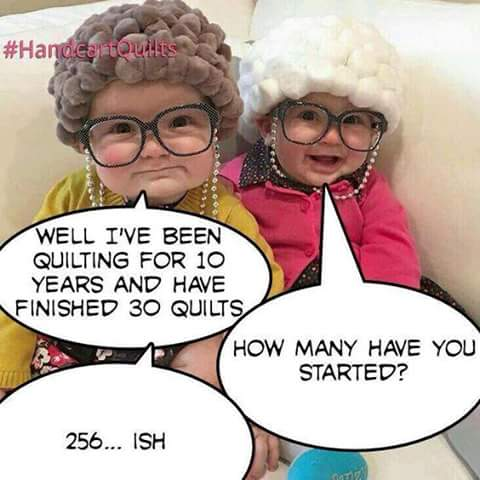 #HandcartQuilts
WELL I'VE BEEN
QUILTING FOR 10
YEARS AND HAVE
FINISHED 30 QUILTS
HOW MANY HAVE YOU
STARTED?
256... ISH